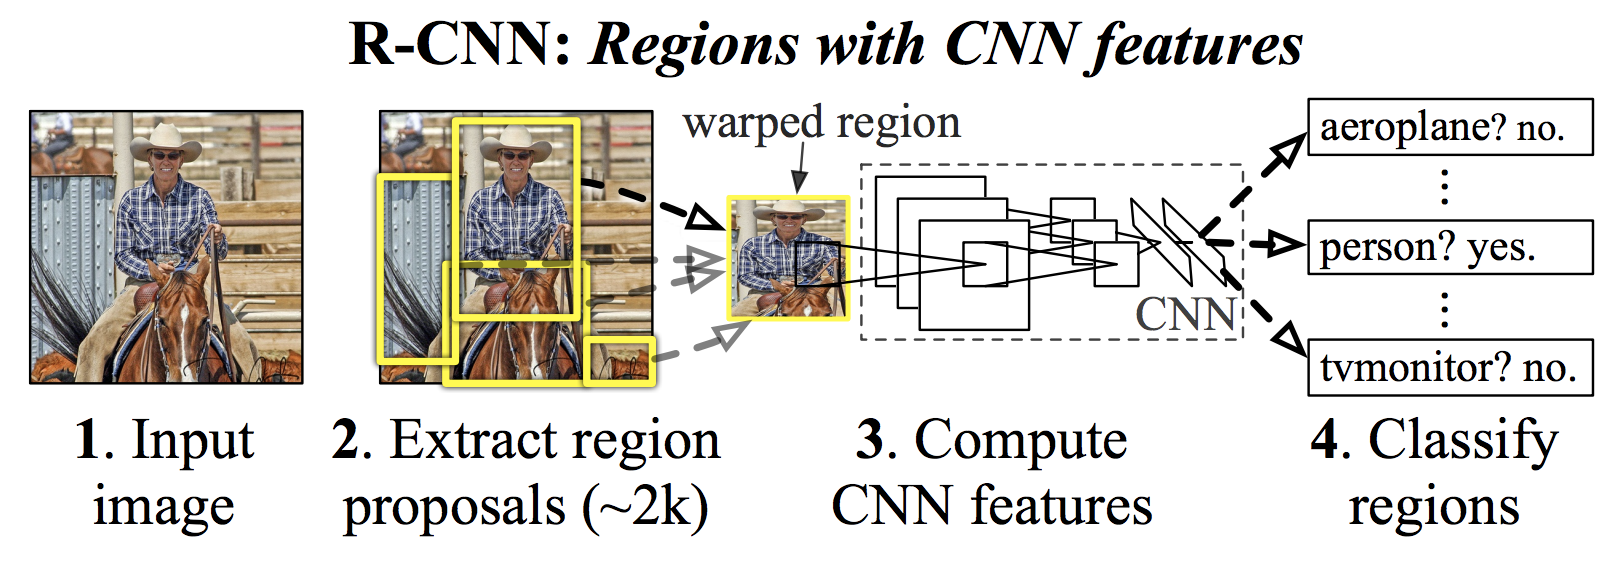 R-CNN: Regions with CNN features
warped region
aeroplane? no.
⋮
person? yes.
⋮
tvmonitor? no.
CNN
1. Input
image
2. Extract region
proposals (~2k)
3. Compute
CNN features
4. Classify
regions